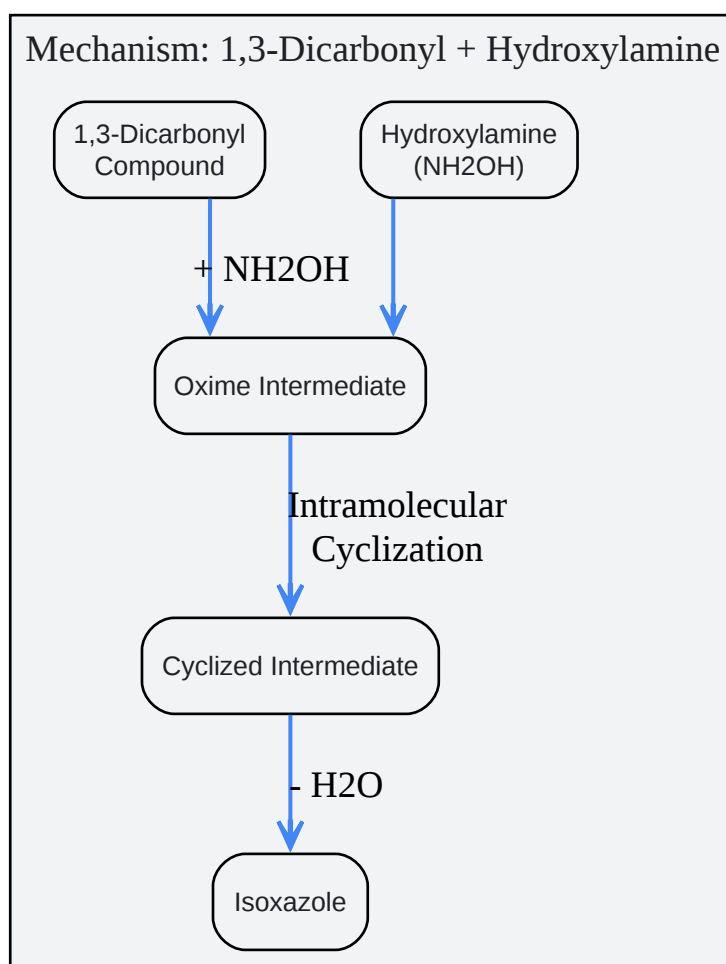 Mechanism: 1,3-Dicarbonyl + Hydroxylamine
1,3-Dicarbonyl
Compound
Hydroxylamine
(NH2OH)
+ NH2OH
Oxime Intermediate
Intramolecular
Cyclization
Cyclized Intermediate
- H2O
Isoxazole